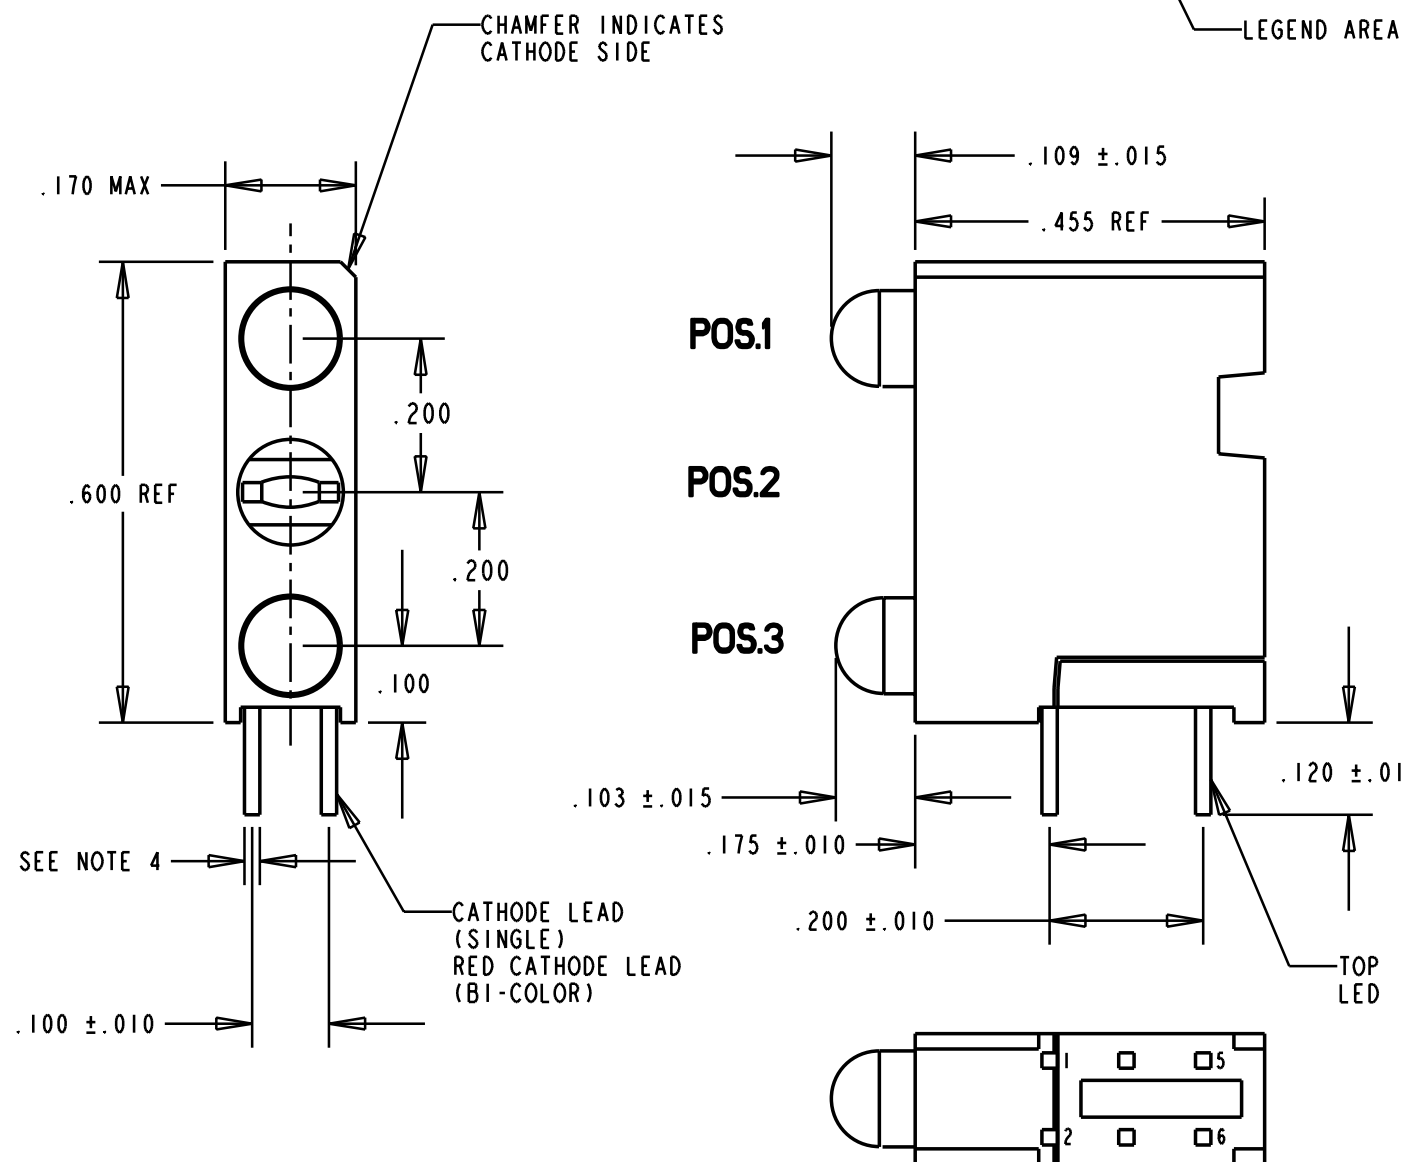 CHAMFER INDICATES
CATHODE SIDE
LEGEND AREA
.170 MAX
.109 ±.015
.455 REF
POS.1
.200
.600 REF
POS.2
.200
POS.3
.100
.120 ±.01
.103 ±.015
.175 ±.010
SEE NOTE 4
CATHODE LEAD
(SINGLE)
RED CATHODE LEAD
(BI-COLOR)
.200 ±.010
TOP
LED
.100 ±.010
1 5
2 6